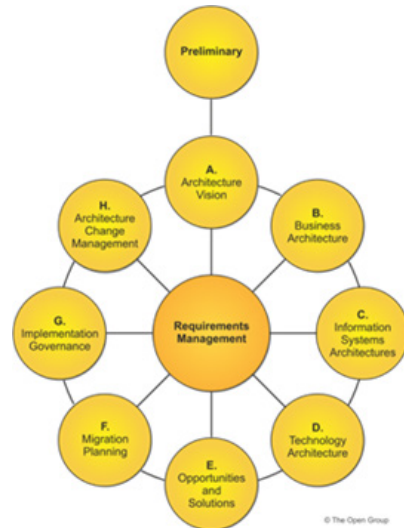 Preliminary
A.
Architecture
Vision
H.
Architecture
Change
Management
B.
Business
Architecture
G.
Implementation
Governance
Requirements
Management
C.
Information
Systems
Architectures
F.
Migration
Planning
D.
Technology
Architecture
E.
Opportunities
and
Solutions
© The Open Group